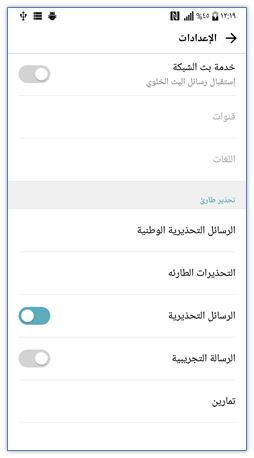 ١٢:١٩ ٤٥%
الإعدادات
خدمة بث الشبكة
إستقبال رسائل البث الخلوي
قنوات
اللغات
تحذير طارئ
الرسائل التحذيرية الوطنية
التحذيرات الطارئه
الرسائل التحذيرية
الرسالة التجريبية
تمارين